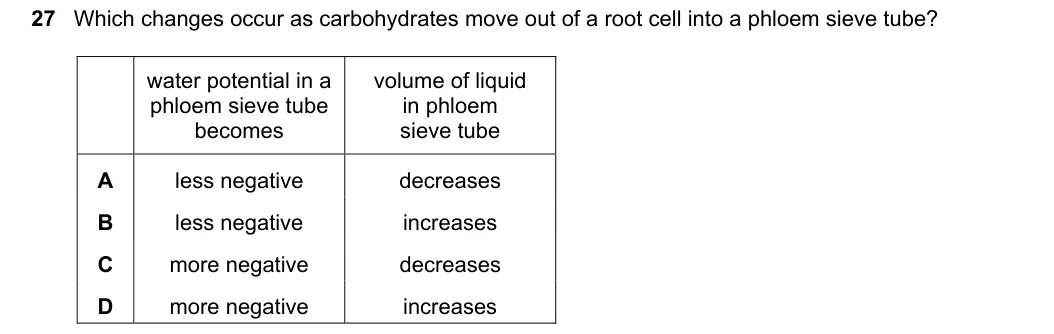 27 Which changes occur as carbohydrates move out of a root cell into a phloem sieve tube?
water potential in a phloem sieve tube becomes | volume of liquid in phloem sieve tube
A less negative decreases
B less negative increases
C more negative decreases
D more negative increases